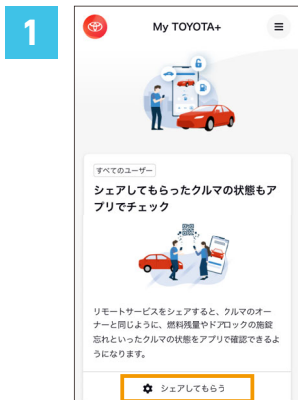 1
My TOYOTA+
すべてのユーザー
シェアしてもらったクルマの状態もア
プリでチェック
リモートサービスをシェアすると、クルマのオー
ナーと同じように、燃料残量やドアロックの施錠
忘れといったクルマの状態をアプリで確認できるよ
うになります。
シェアしてもらう